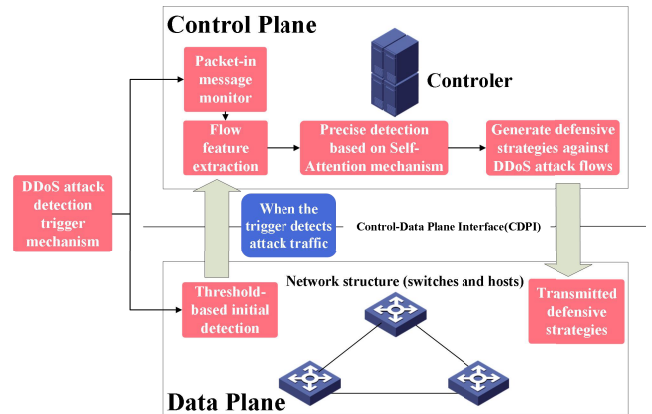 Control Plane
Packet-in
message
monitor
Controler
Flow
feature
extraction
Precise detection
based on Self-
Attention mechanism
Generate defensive
strategies against
DDoS attack flows
DDoS attack
detection
trigger
mechanism
When the
trigger detects
attack traffic
Control-Data Plane Interface(CDPI)
Network structure (switches and hosts)
Threshold-
based initial
detection
Transmitted
defensive
strategies
Data Plane